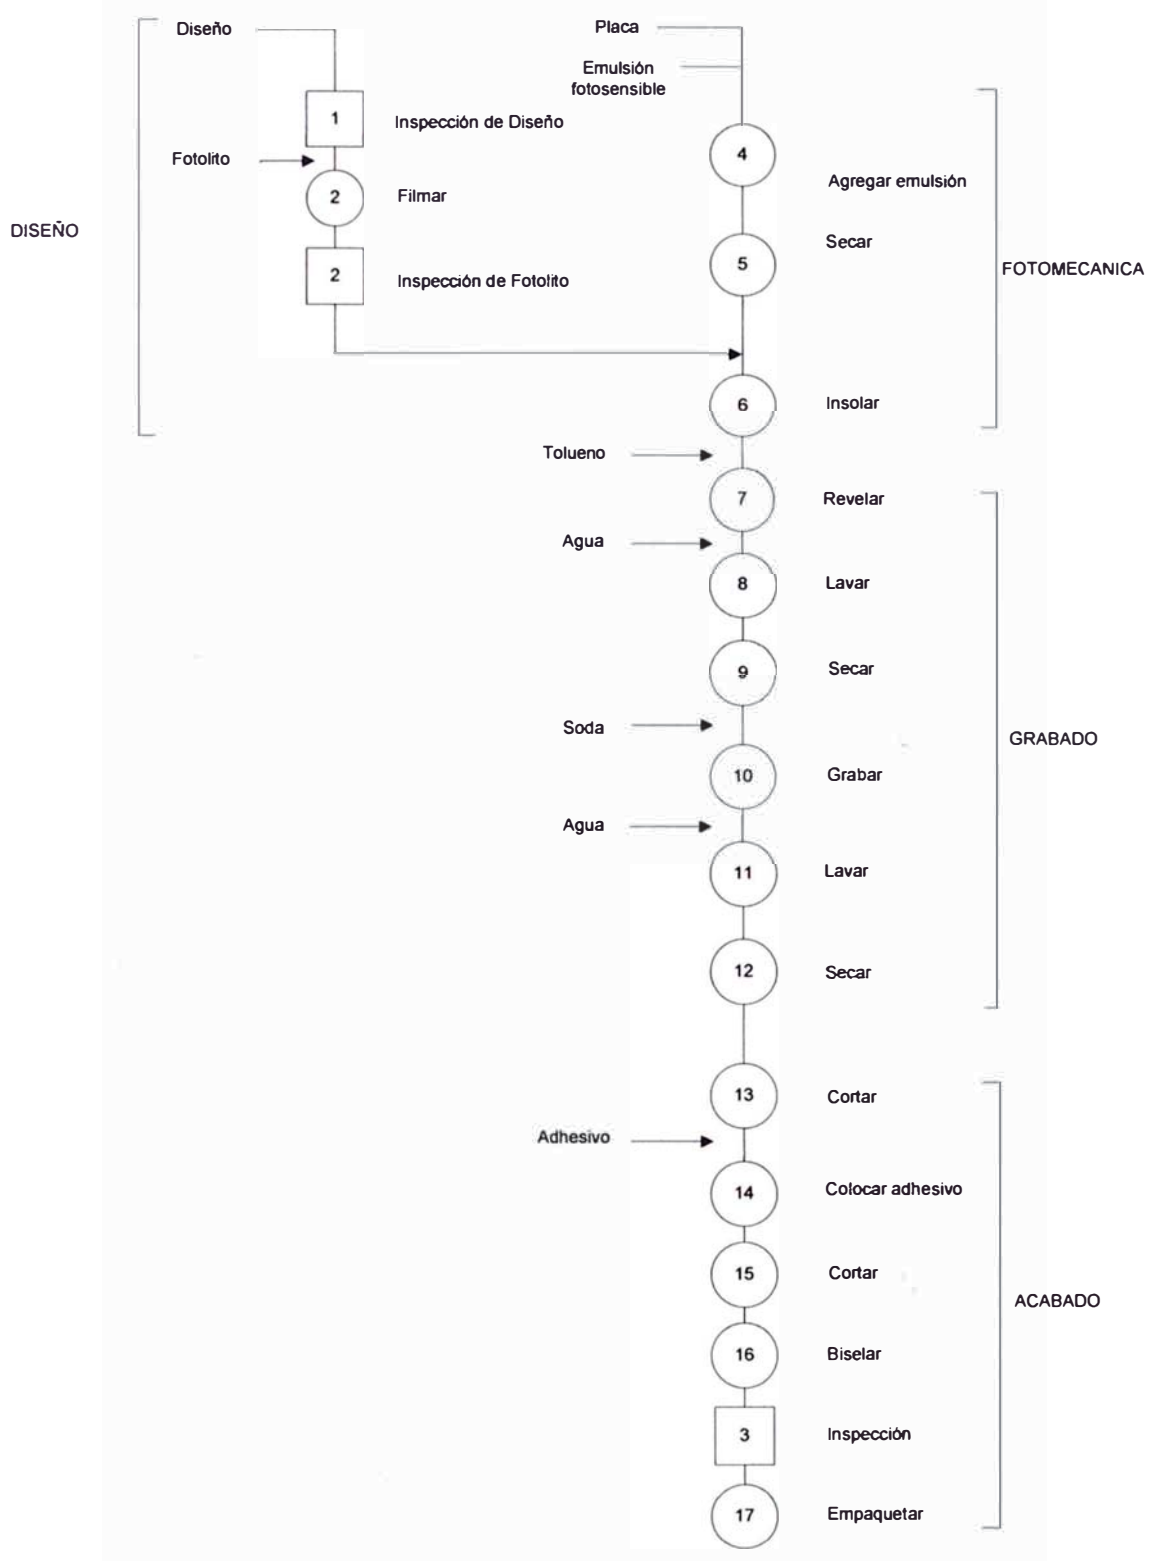 Diseño
1
Inspección de Diseño
Fotolito
2
Filmar
2
Inspección de Fotolito
DISEÑO
Placa
Emulsión
fotosensible
4
Agregar emulsión
5
Secar
FOTOMECANICA
6
Insolar
Tolueno
7
Revelar
Agua
8
Lavar
9
Secar
Soda
10
Grabar
GRABADO
Agua
11
Lavar
12
Secar
13
Cortar
Adhesivo
14
Colocar adhesivo
15
Cortar
ACABADO
16
Biselar
3
Inspección
17
Empaquetar